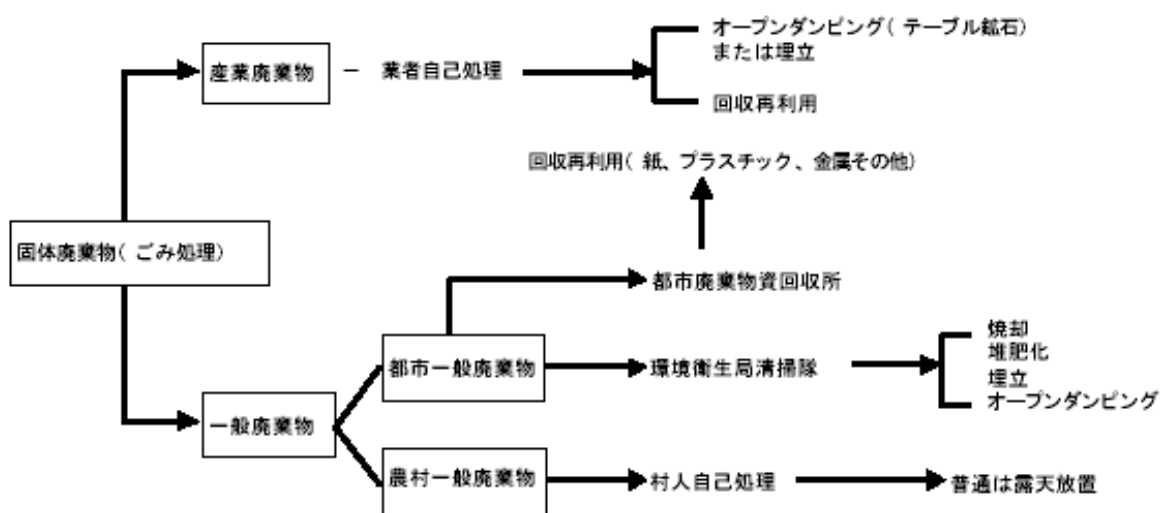 オープンダンピング( テーブル鉱石)
または埋立
産業廃棄物 － 業者自己処理
回収再利用
回収再利用( 紙、プラスチック、金属その他)
固体廃棄物( ごみ処理)
都市廃棄物資回収所
焼却
都市一般廃棄物
環境衛生局清掃隊
堆肥化
埋立
オープンダンピング
一般廃棄物
農村一般廃棄物
村人自己処理
普通は露天放置